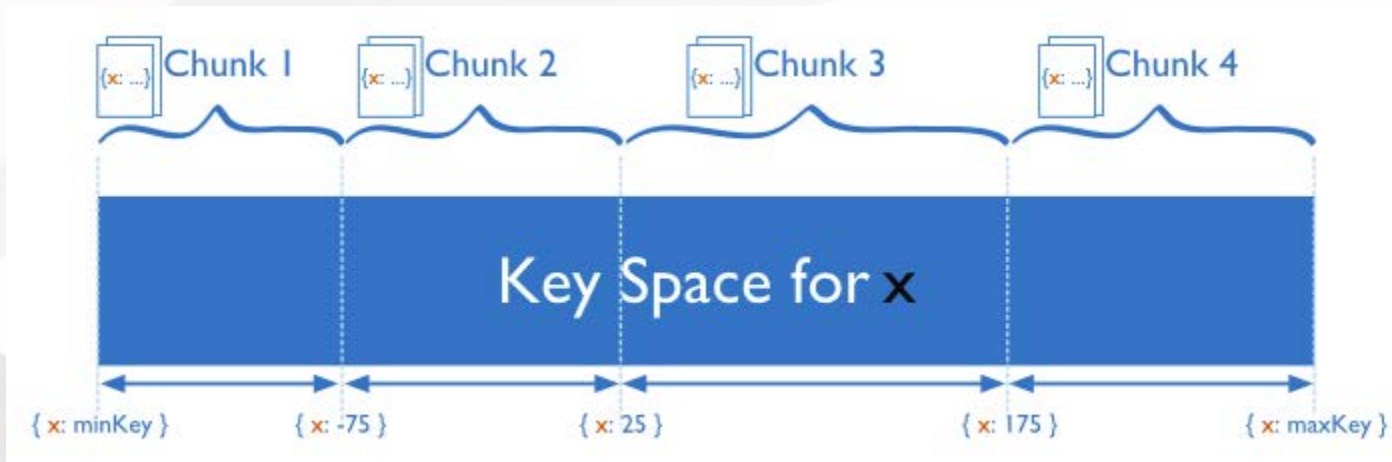 Chunk 1
{x: ...}
Chunk 2
{x: ...}
Chunk 3
{x: ...}
Chunk 4
{x: ...}
Key Space for x
{ x: minKey }
{ x: -75 }
{ x: 25 }
{ x: 175 }
{ x: maxKey }